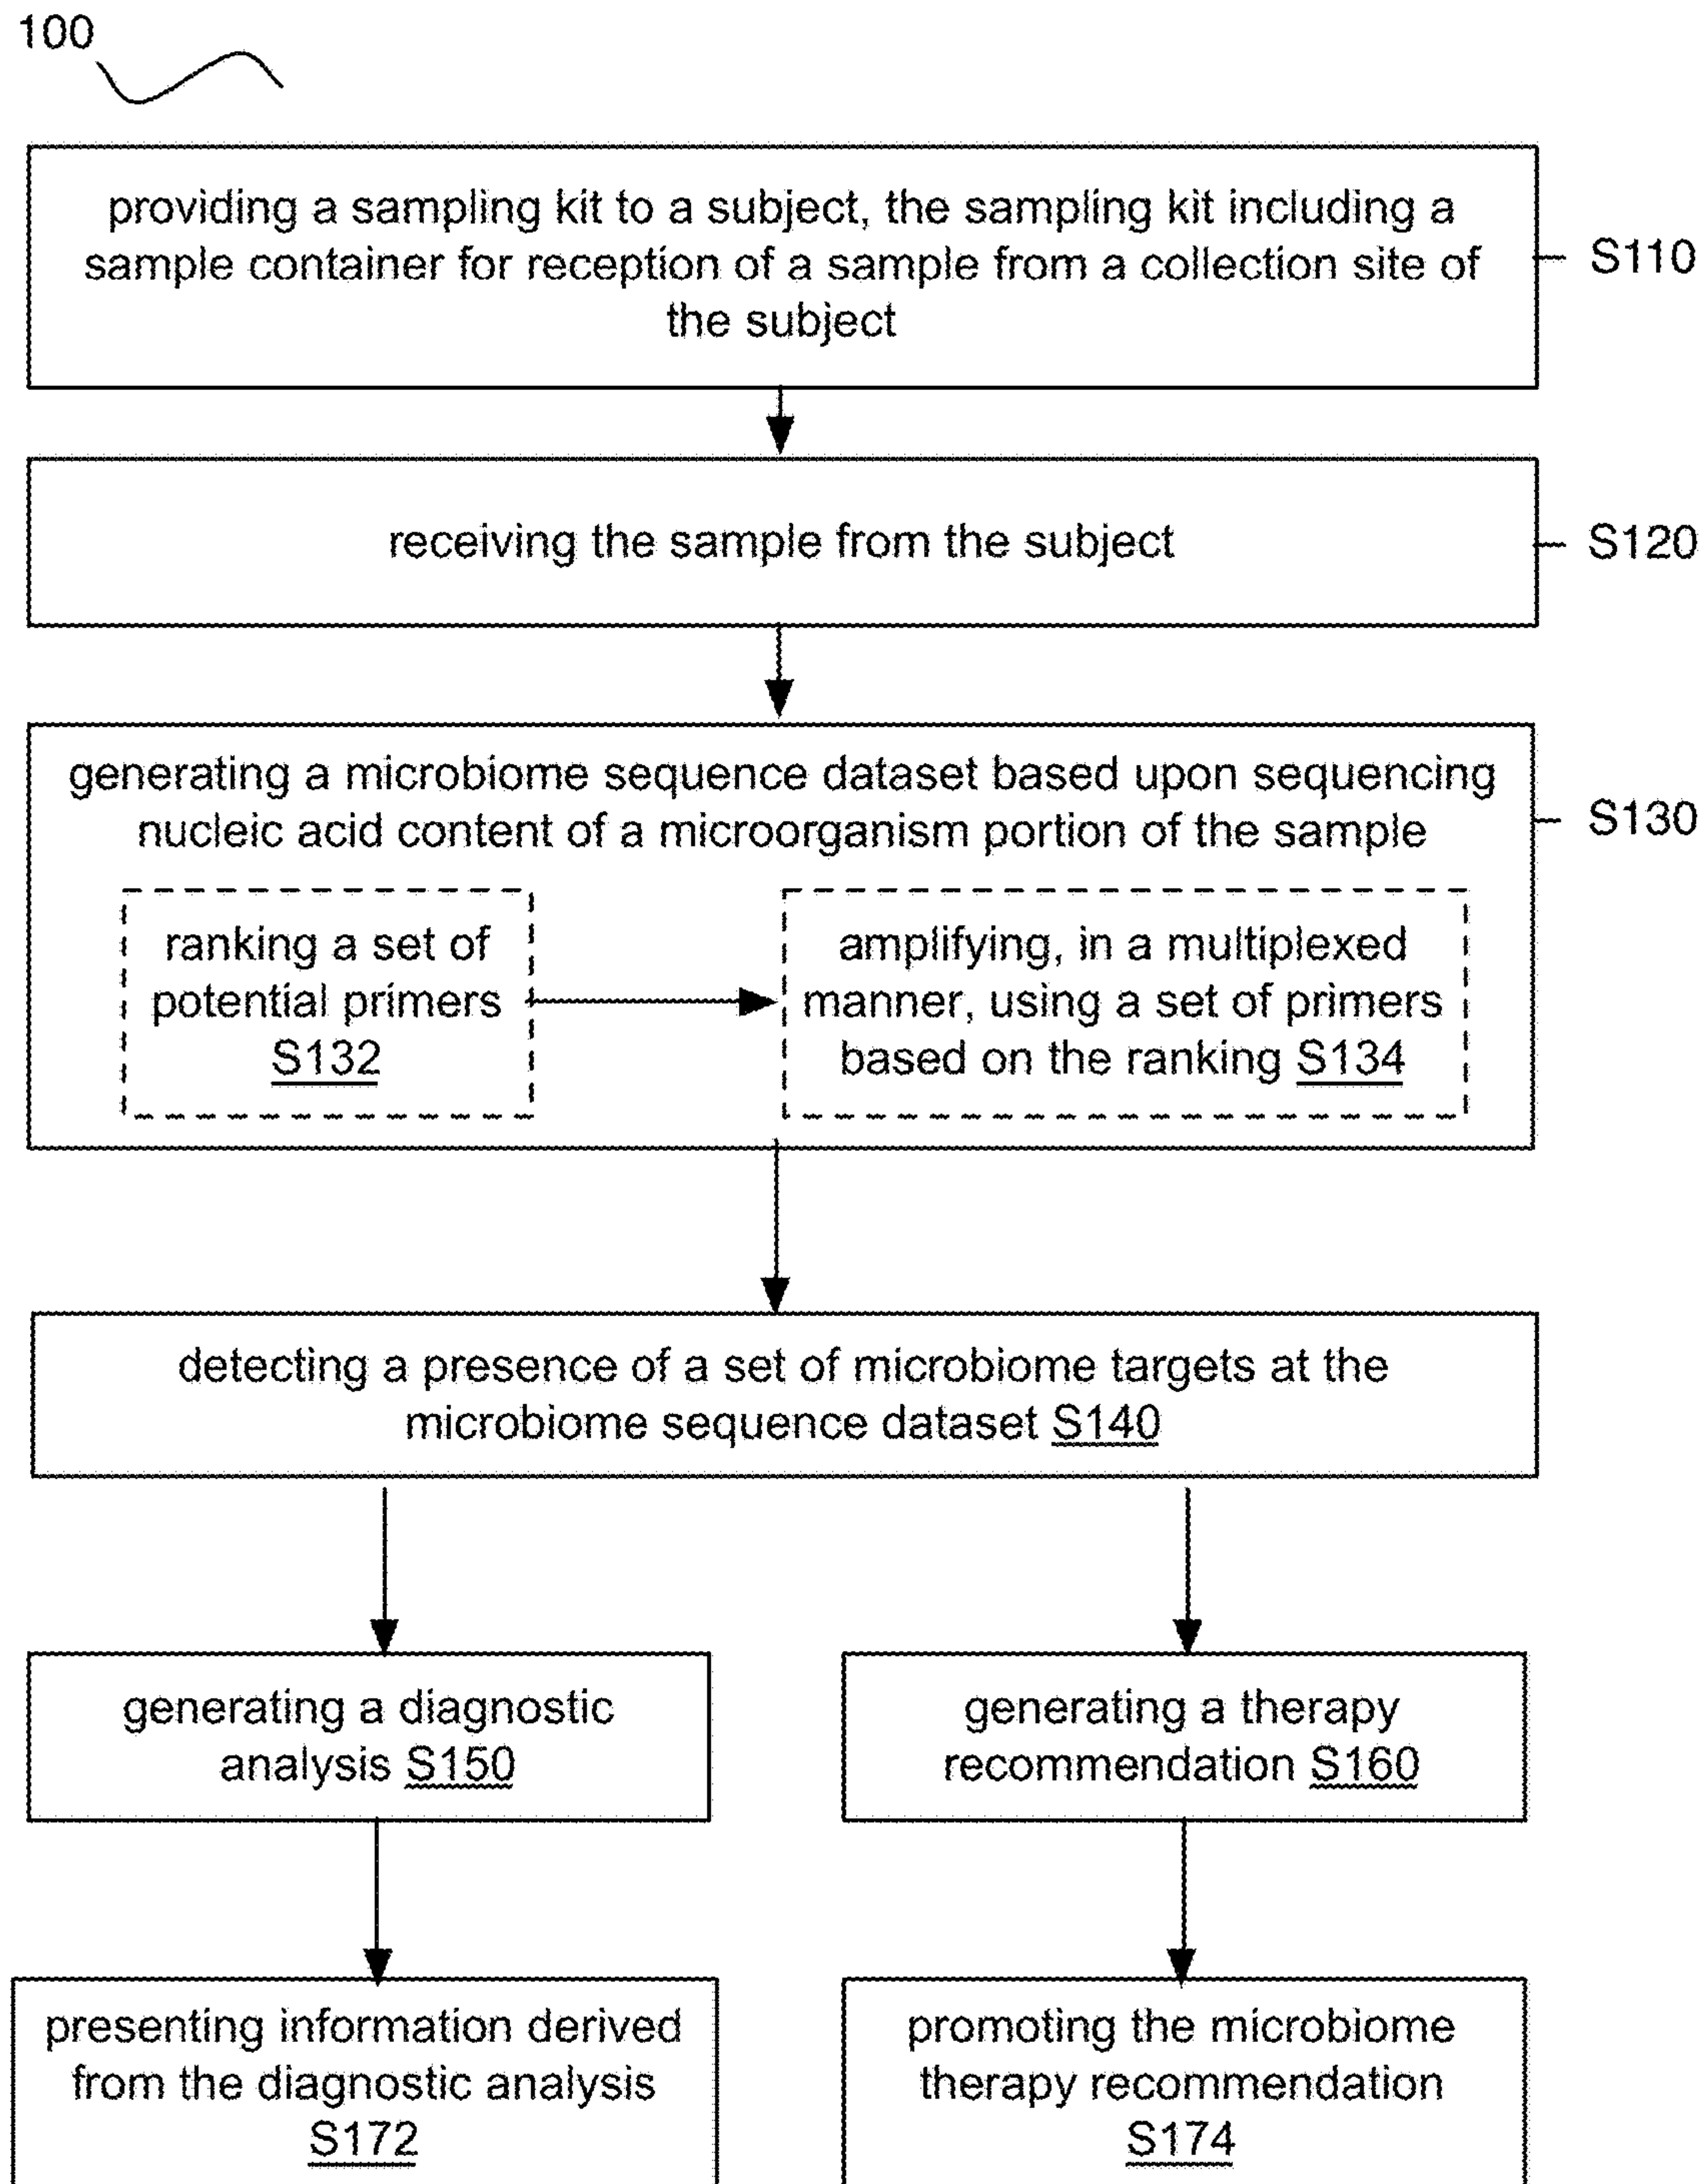 100
providing a sampling kit to a subject, the sampling kit including a
sample container for reception of a sample from a collection site of
the subject
S110
receiving the sample from the subject
S120
generating a microbiome sequence dataset based upon sequencing
nucleic acid content of a microorganism portion of the sample
S130
ranking a set of
potential primers
S132
amplifying, in a multiplexed
manner, using a set of primers
based on the ranking S134
detecting a presence of a set of microbiome targets at the
microbiome sequence dataset S140
generating a diagnostic
analysis S150
generating a therapy
recommendation S160
presenting information derived
from the diagnostic analysis
S172
promoting the microbiome
therapy recommendation
S174